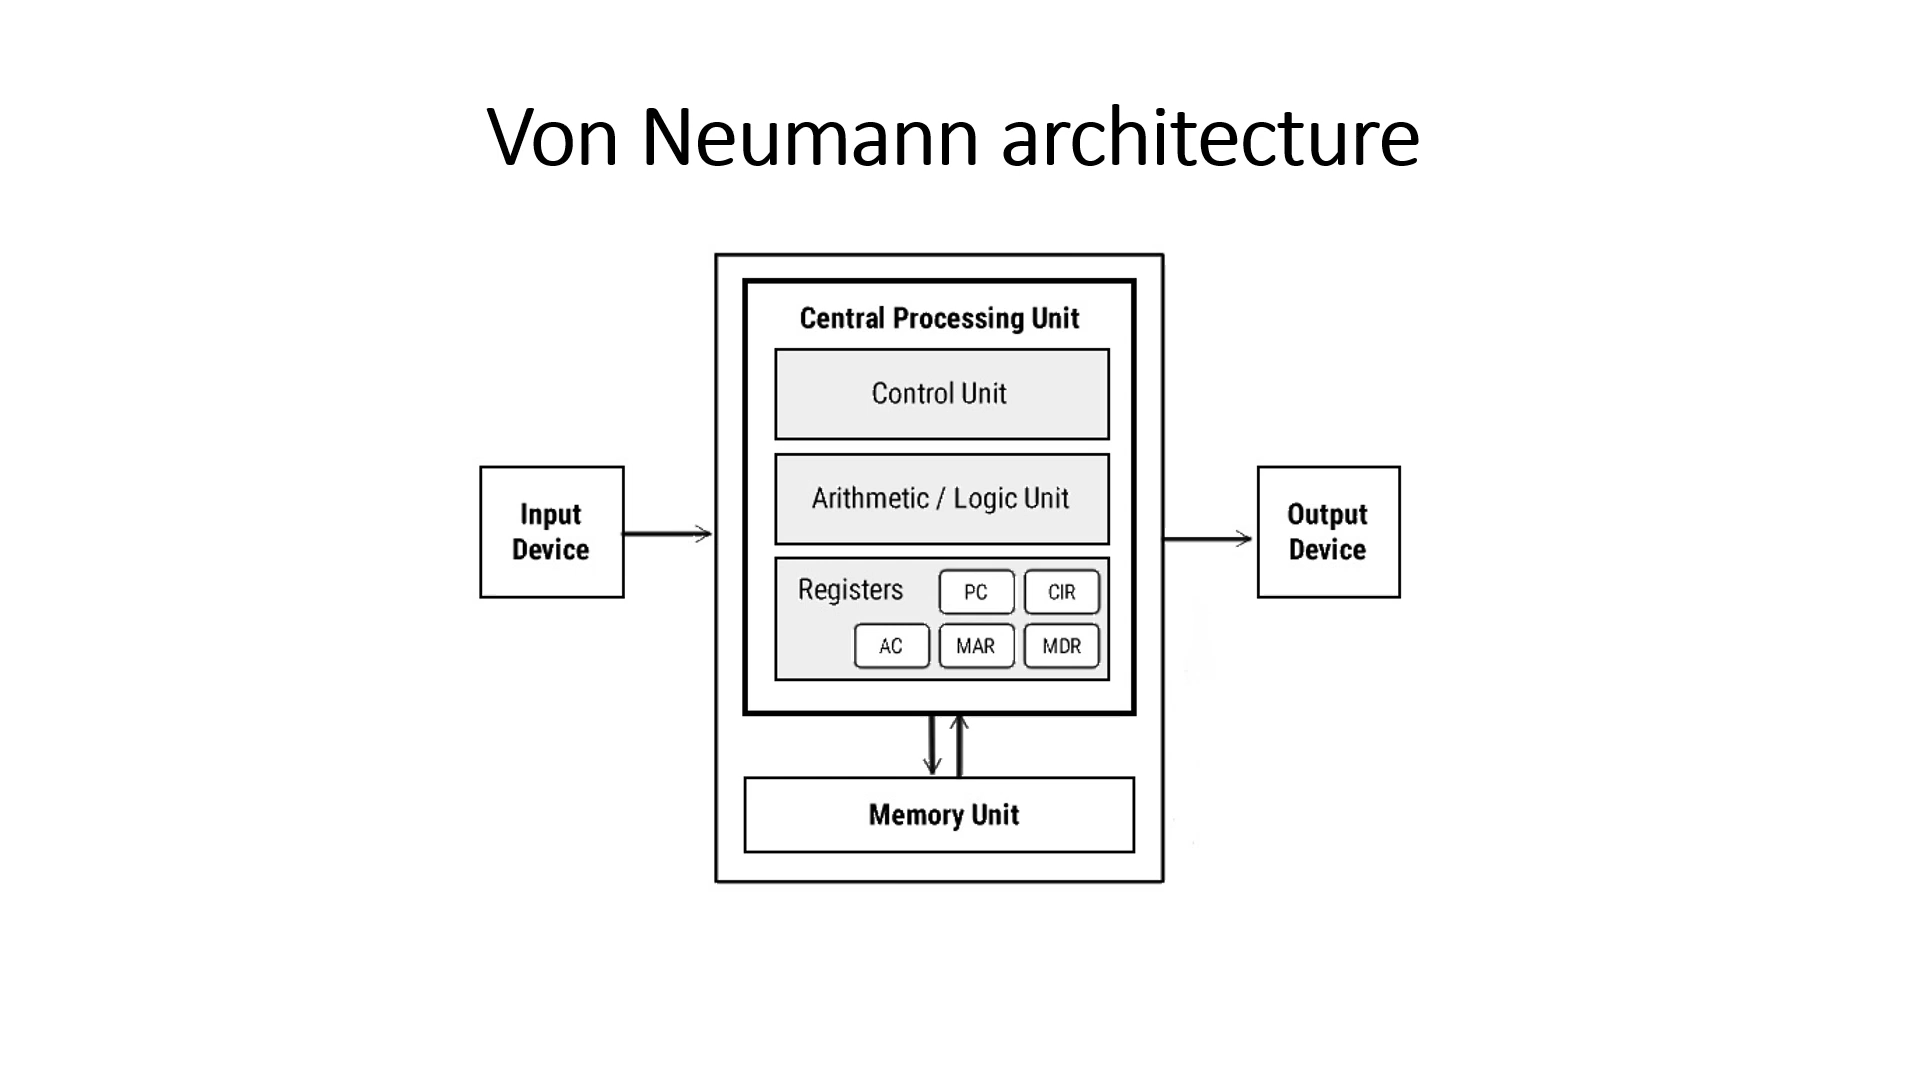 Von Neumann architecture
Central Processing Unit
Control Unit
Arithmetic / Logic Unit
Input
Device
Output
Device
Registers
PC
CIR
AC
MAR
MDR
Memory Unit